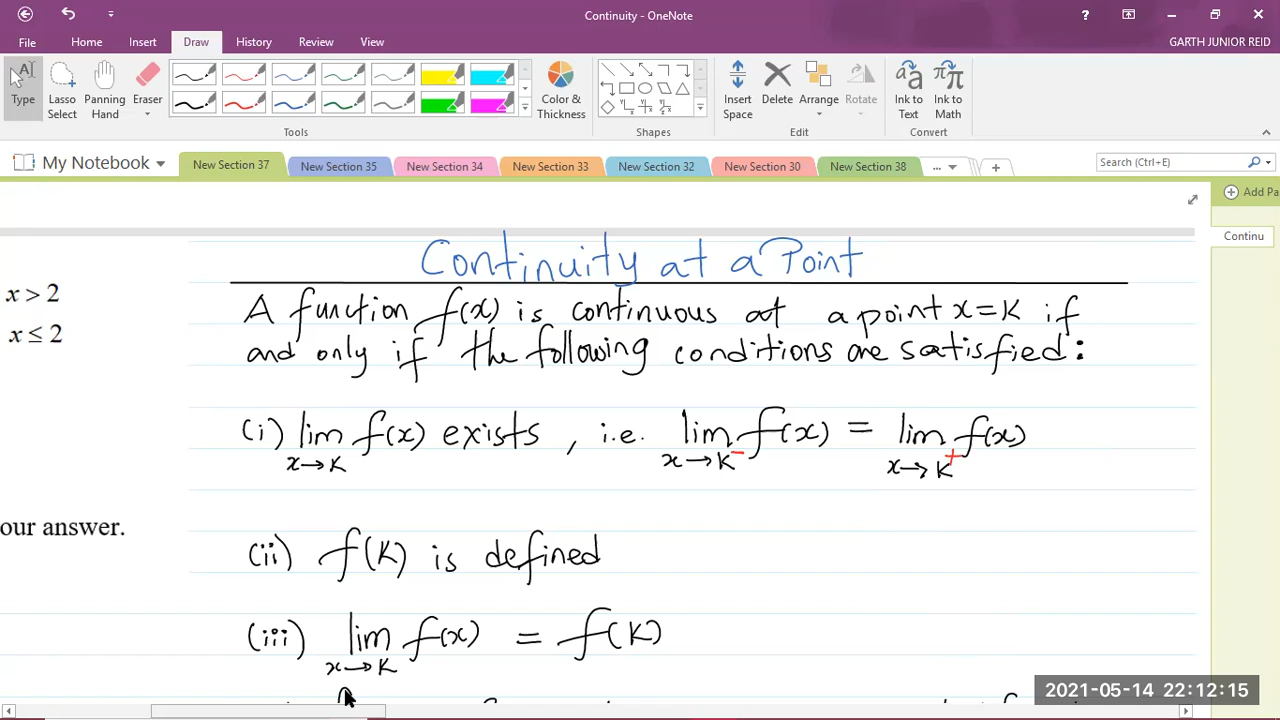 Continuity - OneNote
?
File
Home
Insert
Draw
History
Review
View
GARTH JUNIOR REID
Type
Lasso Select
Panning Hand
Eraser
Color & Thickness
Insert Space
Delete
Arrange
Rotate
Ink to Text
Ink to Math
Tools
Shapes
Edit
Convert
My Notebook
New Section 37
New Section 35
New Section 34
New Section 33
New Section 32
New Section 30
New Section 38
...
Search (Ctrl+E)
Add Pa
Continu
x > 2
x ≤ 2
our answer.
Continuity at a Point
A function f(x) is continuous at a point x = K if
and only if the following conditions are satisfied:
(i) lim x→K f(x) exists, i.e. lim x→K⁻ f(x) = lim x→K⁺ f(x)
(ii) f(K) is defined
(iii) lim x→K f(x) = f(K)
2021-05-14 22:12:15